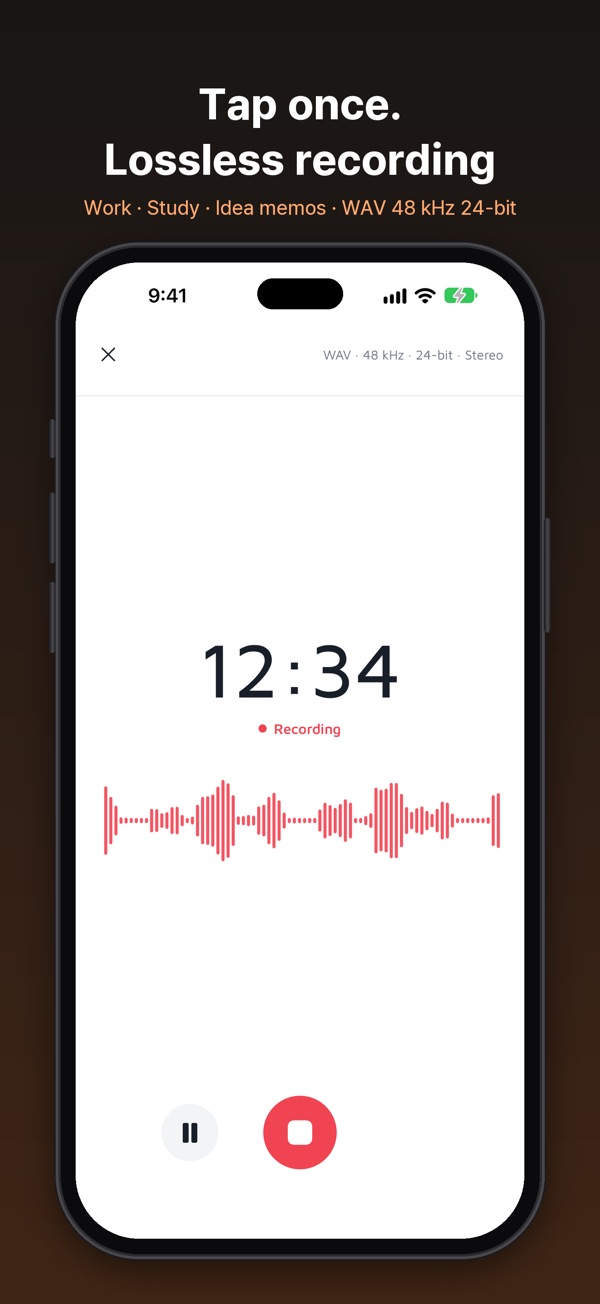 Tap once.
Lossless recording
Work · Study · Idea memos · WAV 48 kHz 24-bit
9:41
WAV · 48 kHz · 24-bit · Stereo
12:34
Recording